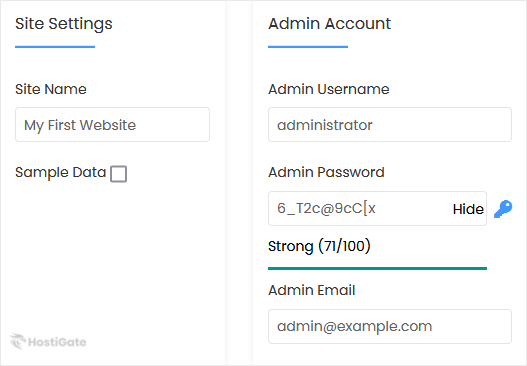 Site Settings
Site Name
My First Website
Sample Data
HostiGate
Admin Account
Admin Username
administrator
Admin Password
6_T2c@9cC[x
Hide
Strong (71/100)
Admin Email
admin@example.com